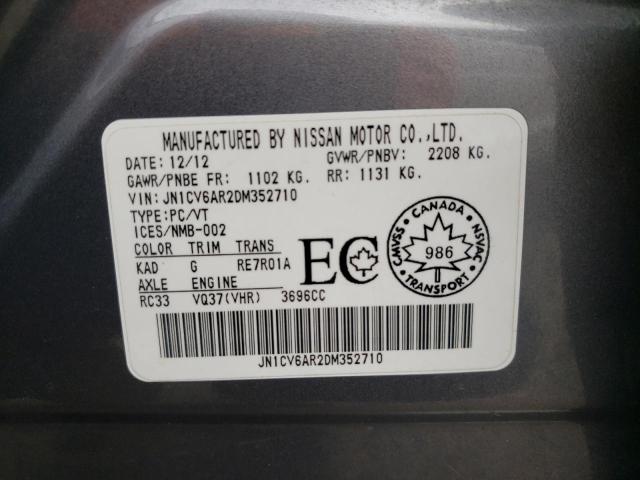 MANUFACTURED BY NISSAN MOTOR CO.,LTD.
DATE: 12/12 GVWR/PNBV: 2208 KG.
GAWR/PNBE FR: 1102 KG. RR: 1131 KG.
VIN: JN1CV6AR2DM352710
TYPE: PC/VT
ICES/NMB-002
COLOR TRIM TRANS
KAD G RE7R01A
AXLE ENGINE
RC33 VQ37(VHR) 3696CC
EC
CANADA
CMVSS NSVAC
986
TRANSPORT
JN1CV6AR2DM352710